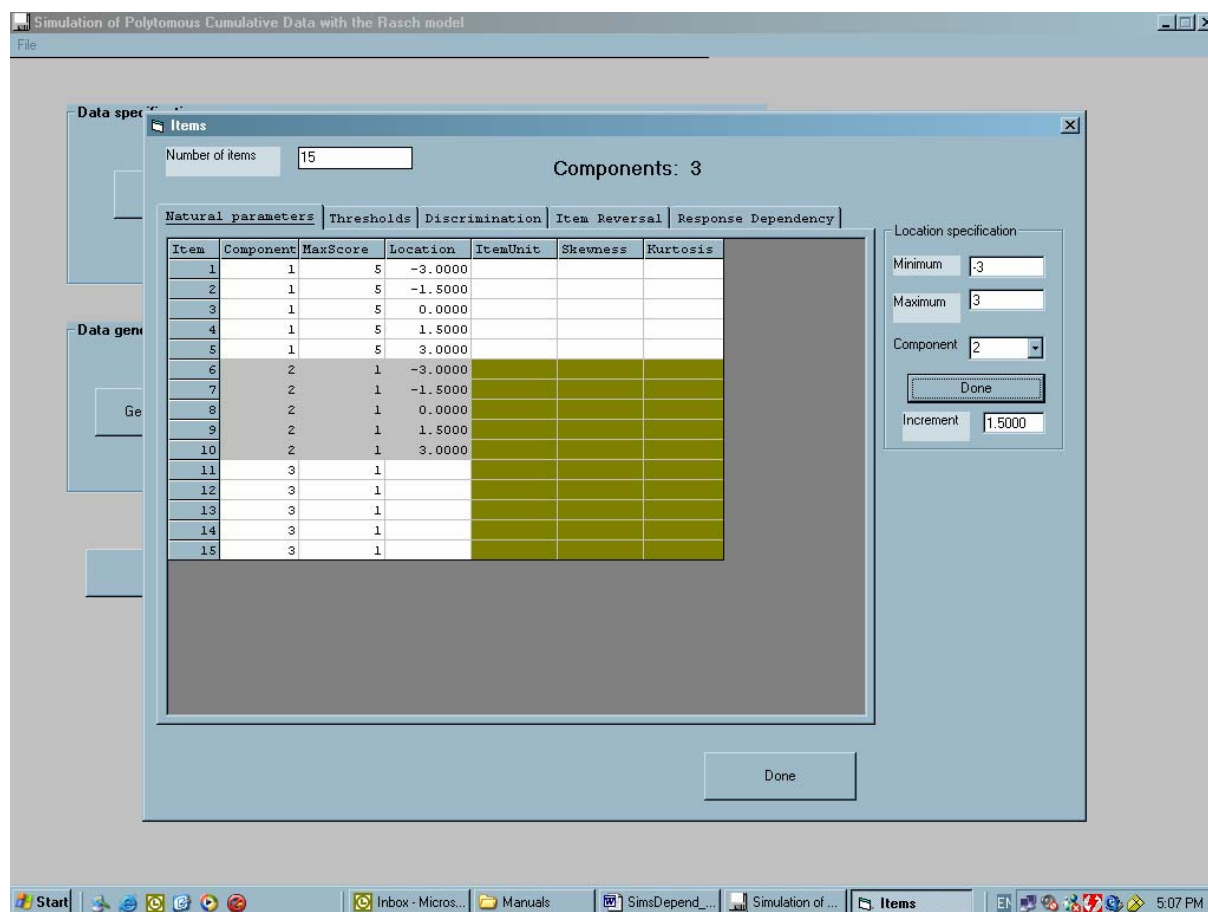 Simulation of Polytomous Cumulative Data with the Rasch model
File
Data spec
Items
Number of items 15
Components: 3
Natural parameters Thresholds Discrimination Item Reversal Response Dependency
Item Component MaxScore Location ItemUnit Skewness Kurtosis
1 1 5 -3.0000
2 1 5 -1.5000
3 1 5 0.0000
4 1 5 1.5000
5 1 5 3.0000
6 2 1 -3.0000
7 2 1 -1.5000
8 2 1 0.0000
9 2 1 1.5000
10 2 1 3.0000
11 3 1
12 3 1
13 3 1
14 3 1
15 3 1
Location specification
Minimum -3
Maximum 3
Component 2
Done
Increment 1.5000
Data gene
Ge
Done
Start Inbox - Micros... Manuals SimsDepend_... Simulation of ... Items EN 5:07 PM